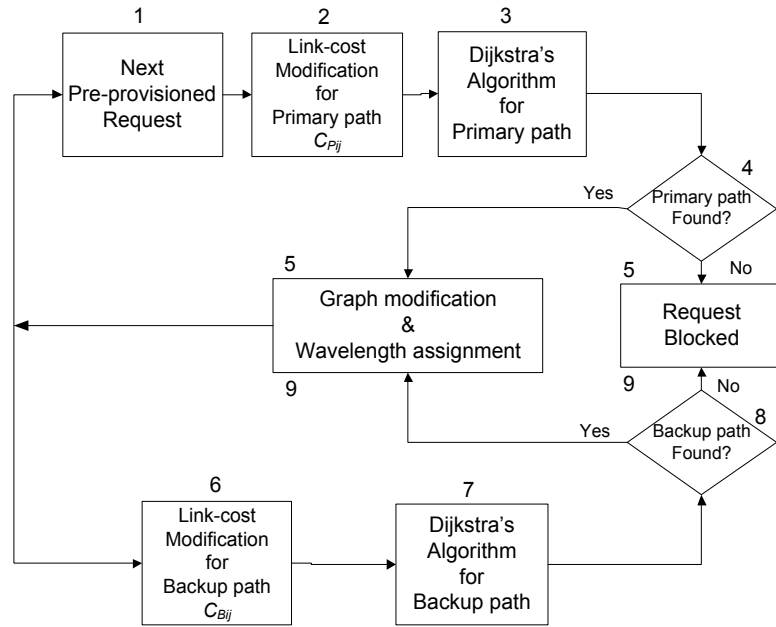 1
Next
Pre-provisioned
Request
2
Link-cost
Modification
for
Primary path
C_Pij
3
Dijkstra's
Algorithm
for
Primary path
4
Primary path
Found?
Yes
No
5
Graph modification
&
Wavelength assignment
9
5
Request
Blocked
9
No
8
Backup path
Found?
Yes
6
Link-cost
Modification
for
Backup path
C_Bij
7
Dijkstra's
Algorithm
for
Backup path